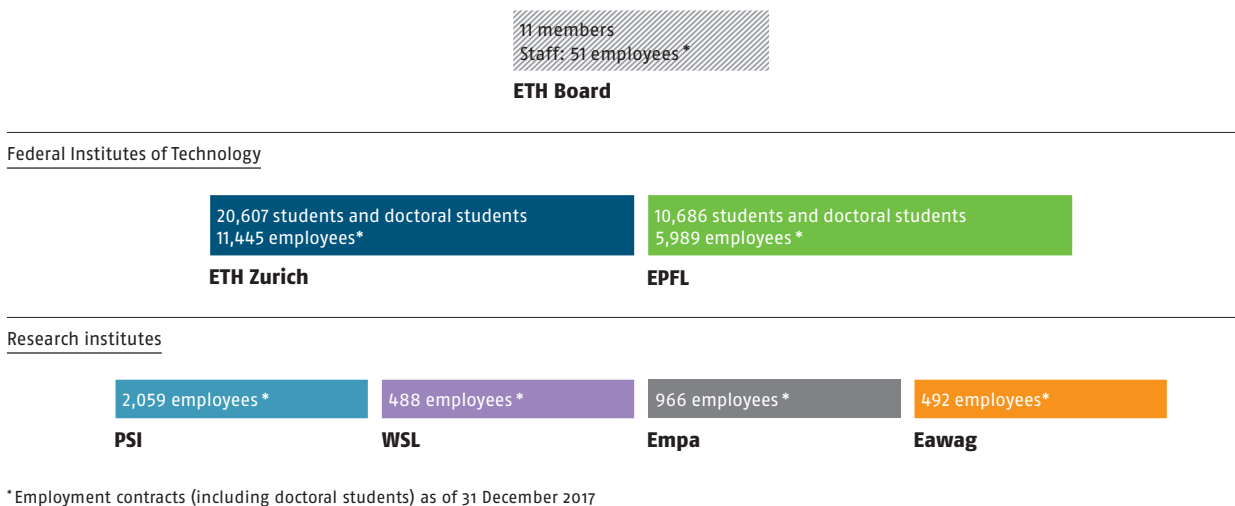 11 members
Staff: 51 employees *
ETH Board
Federal Institutes of Technology
20,607 students and doctoral students
11,445 employees*
ETH Zurich
10,686 students and doctoral students
5,989 employees *
EPFL
Research institutes
2,059 employees *
PSI
488 employees *
WSL
966 employees *
Empa
492 employees*
Eawag
* Employment contracts (including doctoral students) as of 31 December 2017